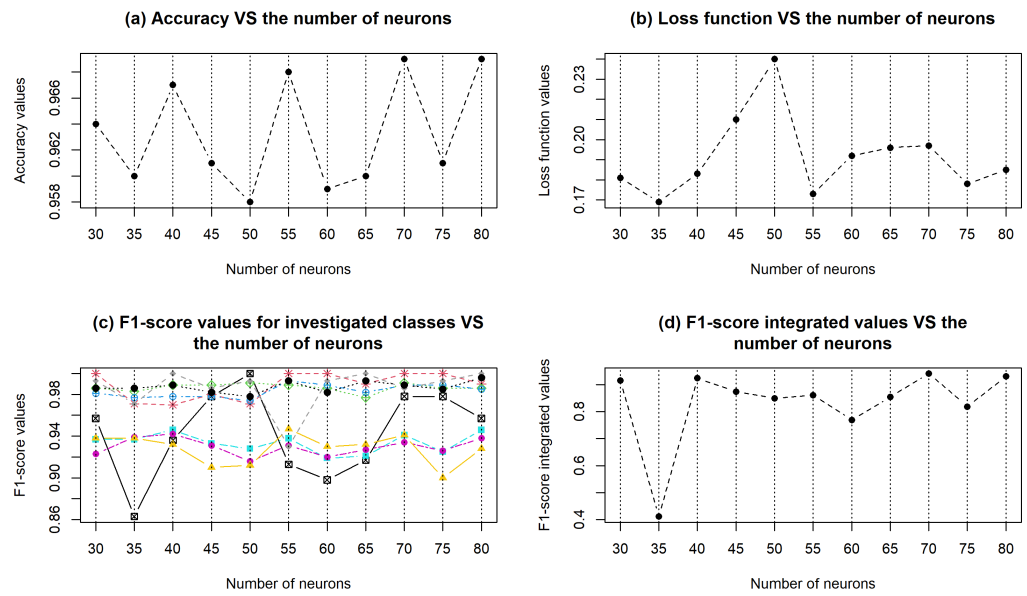 (a) Accuracy VS the number of neurons
Accuracy values
0.958 0.962 0.966
30 35 40 45 50 55 60 65 70 75 80
Number of neurons
(b) Loss function VS the number of neurons
Loss function values
0.17 0.20 0.23
30 35 40 45 50 55 60 65 70 75 80
Number of neurons
(c) F1-score values for investigated classes VS
the number of neurons
F1-score values
0.86 0.90 0.94 0.98
30 35 40 45 50 55 60 65 70 75 80
Number of neurons
(d) F1-score integrated values VS the
number of neurons
F1-score integrated values
0.4 0.6 0.8
30 35 40 45 50 55 60 65 70 75 80
Number of neurons